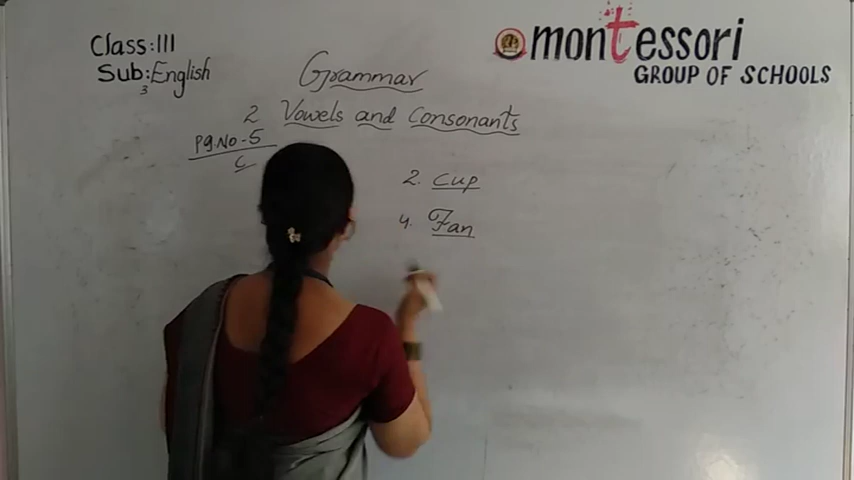 Class:III
Sub:English
3
montessori
GROUP OF SCHOOLS
Grammar
2 Vowels and Consonants
Pg.No-5
2. Cup
4. Fan